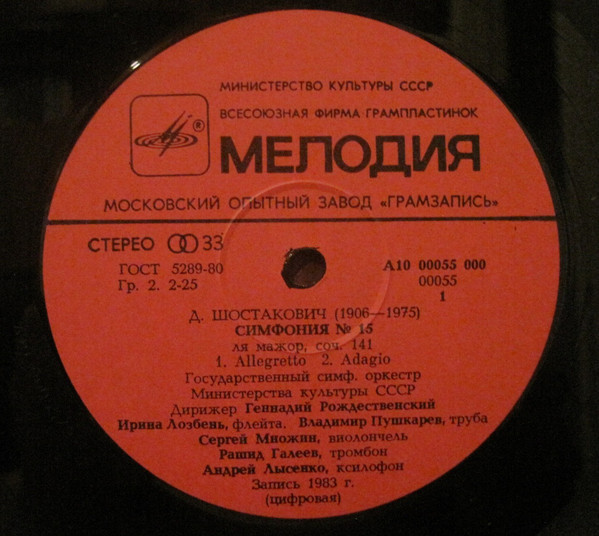 МИНИСТЕРСТВО КУЛЬТУРЫ СССР
ВСЕСОЮЗНАЯ ФИРМА ГРАМПЛАСТИНОК
®
МЕЛОДИЯ
МОСКОВСКИЙ ОПЫТНЫЙ ЗАВОД «ГРАМЗАПИСЬ»
СТЕРЕО 33
ГОСТ 5289-80
Гр. 2. 2-25
А10 00055 000
00055
1
Д. ШОСТАКОВИЧ (1906—1975)
СИМФОНИЯ № 15
ля мажор, соч. 141
1. Allegretto 2. Adagio
Государственный симф. оркестр
Министерства культуры СССР
Дирижер Геннадий Рождественский
Ирина Лозбень, флейта. Владимир Пушкарев, труба
Сергей Множин, виолончель
Рашид Галеев, тромбон
Андрей Лысенко, ксилофон
Запись 1983 г.
(цифровая)